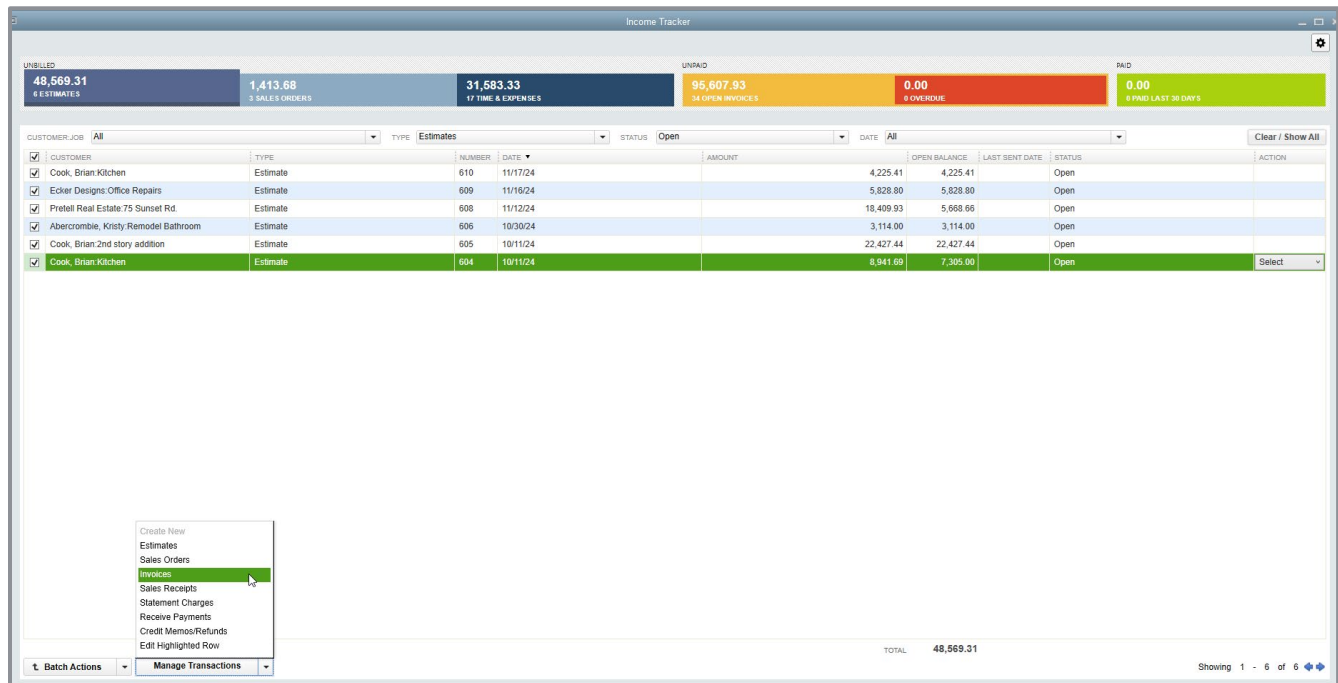 Income Tracker
UNBILLED UNPAID PAID
48,569.31 1,413.68 31,583.33 95,607.93 0.00 0.00
6 ESTIMATES 3 SALES ORDERS 17 TIME & EXPENSES 34 OPEN INVOICES 0 OVERDUE 0 PAID LAST 30 DAYS
CUSTOMER:JOB All TYPE Estimates STATUS Open DATE All Clear / Show All
CUSTOMER TYPE NUMBER DATE AMOUNT OPEN BALANCE LAST SENT DATE STATUS ACTION
Cook, Brian:Kitchen Estimate 610 11/17/24 4,225.41 4,225.41 Open
Ecker Designs:Office Repairs Estimate 609 11/16/24 5,828.80 5,828.80 Open
Pretell Real Estate:75 Sunset Rd. Estimate 608 11/12/24 18,409.93 5,668.66 Open
Abercrombie, Kristy:Remodel Bathroom Estimate 606 10/30/24 3,114.00 3,114.00 Open
Cook, Brian:2nd story addition Estimate 605 10/11/24 22,427.44 22,427.44 Open
Cook, Brian:Kitchen Estimate 604 10/11/24 8,941.69 7,305.00 Open Select
Create New
Estimates
Sales Orders
Invoices
Sales Receipts
Statement Charges
Receive Payments
Credit Memos/Refunds
Edit Highlighted Row
TOTAL 48,569.31
Batch Actions Manage Transactions Showing 1 - 6 of 6